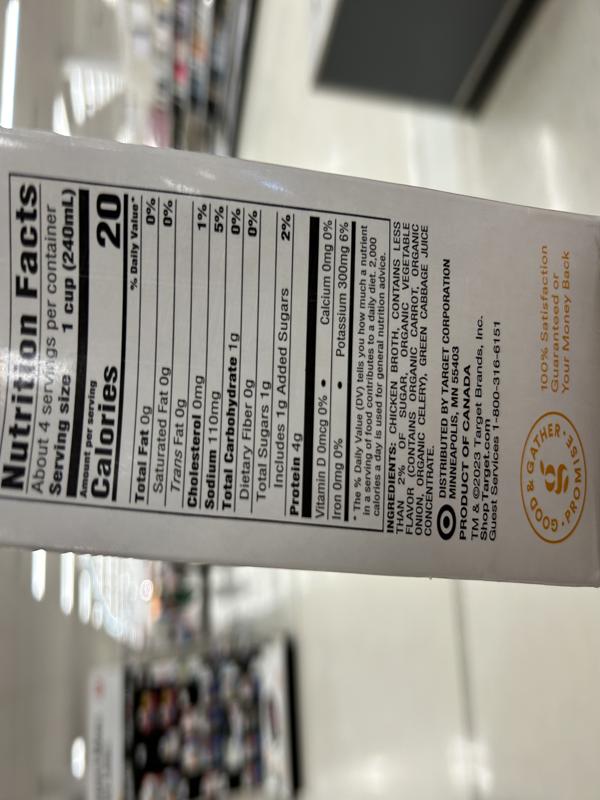 Nutrition Facts
About 4 servings per container
Serving size 1 cup (240mL)
Amount per serving
Calories 20
% Daily Value*
Total Fat 0g 0%
Saturated Fat 0g 0%
Trans Fat 0g
Cholesterol 0mg 1%
Sodium 110mg 5%
Total Carbohydrate 1g 0%
Dietary Fiber 0g 0%
Total Sugars 1g
Includes 1g Added Sugars 2%
Protein 4g
Vitamin D 0mcg 0% • Calcium 0mg 0%
Iron 0mg 0% • Potassium 300mg 6%
* The % Daily Value (DV) tells you how much a nutrient
in a serving of food contributes to a daily diet. 2,000
calories a day is used for general nutrition advice.
INGREDIENTS: CHICKEN BROTH, CONTAINS LESS
THAN 2% OF SUGAR, ORGANIC VEGETABLE
FLAVOR (CONTAINS ORGANIC CARROT, ORGANIC
ONION, ORGANIC CELERY), GREEN CABBAGE JUICE
CONCENTRATE.
DISTRIBUTED BY TARGET CORPORATION
MINNEAPOLIS, MN 55403
PRODUCT OF CANADA
TM & ©2021 Target Brands, Inc.
Shop Target.com
Guest Services 1-800-316-6151
GOOD & GATHER • PROMISE •
g
100% Satisfaction
Guaranteed or
Your Money Back